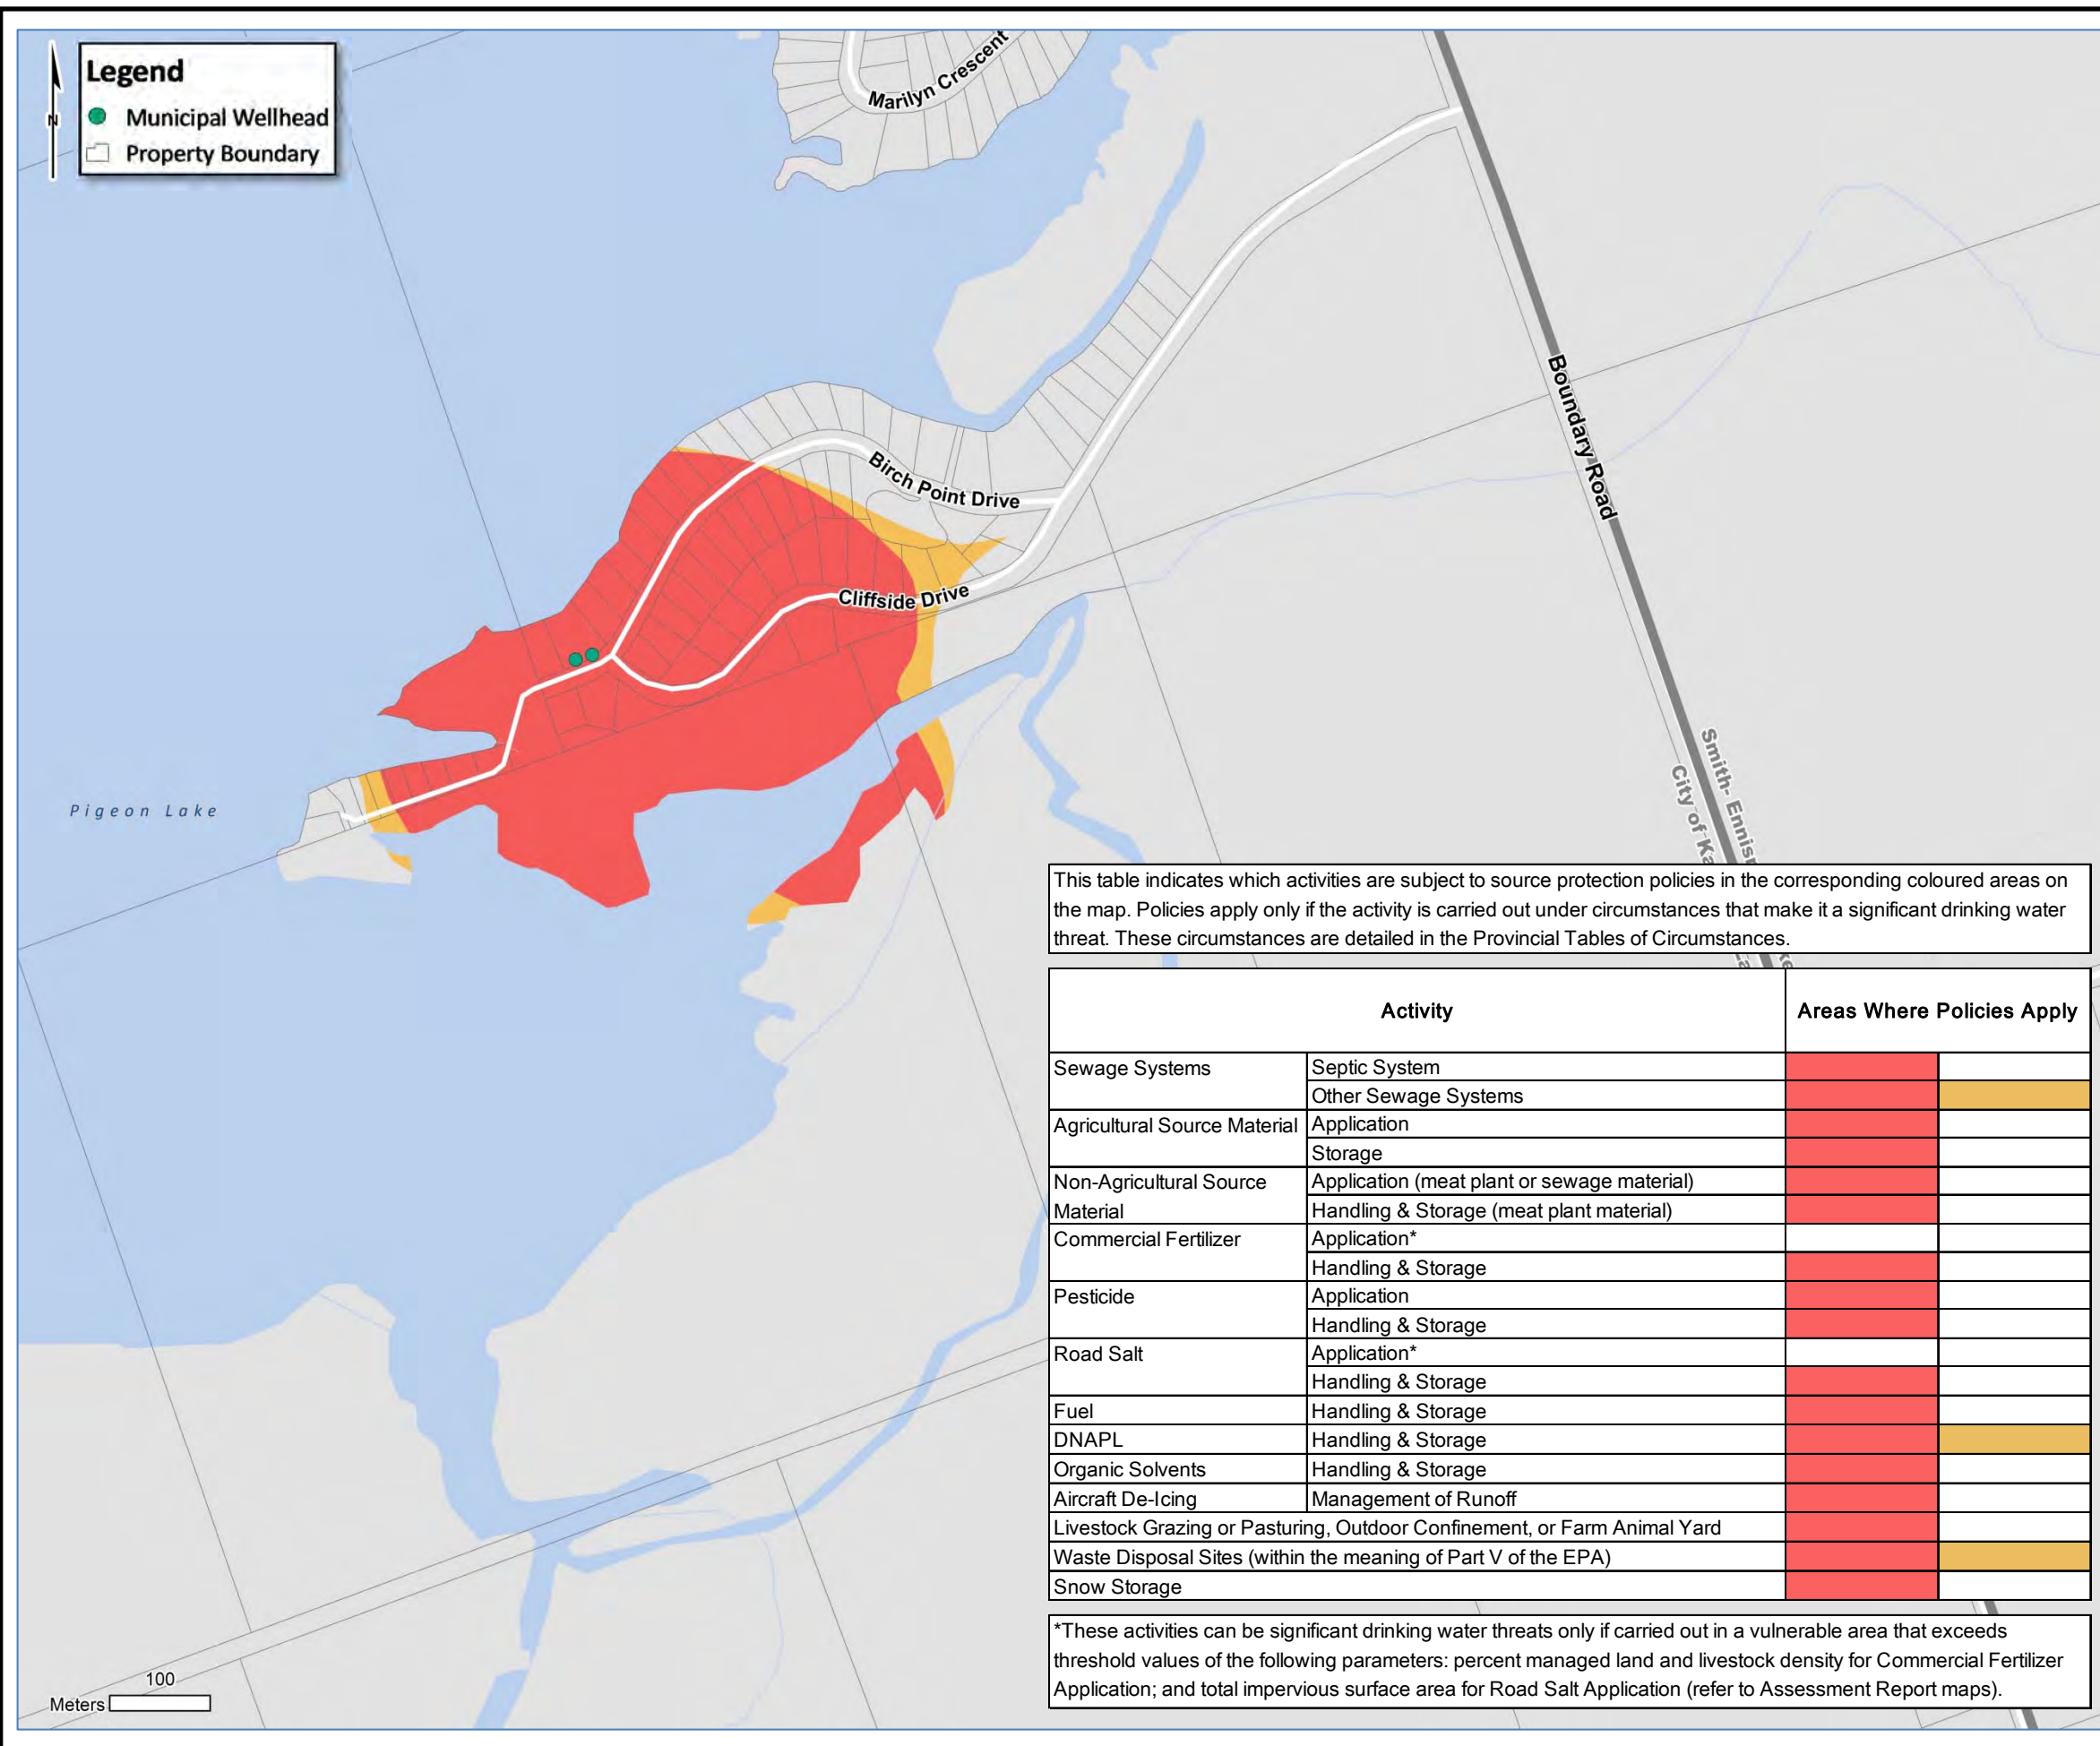 Legend
N
Municipal Wellhead
Property Boundary
Marilyn Crescent
Boundary Road
Birch Point Drive
Cliffside Drive
Pigeon Lake
Smith-
City of
This table indicates which activities are subject to source protection policies in the corresponding coloured areas on
the map. Policies apply only if the activity is carried out under circumstances that make it a significant drinking water
threat. These circumstances are detailed in the Provincial Tables of Circumstances.
Activity Areas Where Policies Apply
Sewage Systems Septic System
Other Sewage Systems
Agricultural Source Material Application
Storage
Non-Agricultural Source Application (meat plant or sewage material)
Material Handling & Storage (meat plant material)
Commercial Fertilizer Application*
Handling & Storage
Pesticide Application
Handling & Storage
Road Salt Application*
Handling & Storage
Fuel Handling & Storage
DNAPL Handling & Storage
Organic Solvents Handling & Storage
Aircraft De-Icing Management of Runoff
Livestock Grazing or Pasturing, Outdoor Confinement, or Farm Animal Yard
Waste Disposal Sites (within the meaning of Part V of the EPA)
Snow Storage
*These activities can be significant drinking water threats only if carried out in a vulnerable area that exceeds
threshold values of the following parameters: percent managed land and livestock density for Commercial Fertilizer
Application; and total impervious surface area for Road Salt Application (refer to Assessment Report maps).
100
Meters